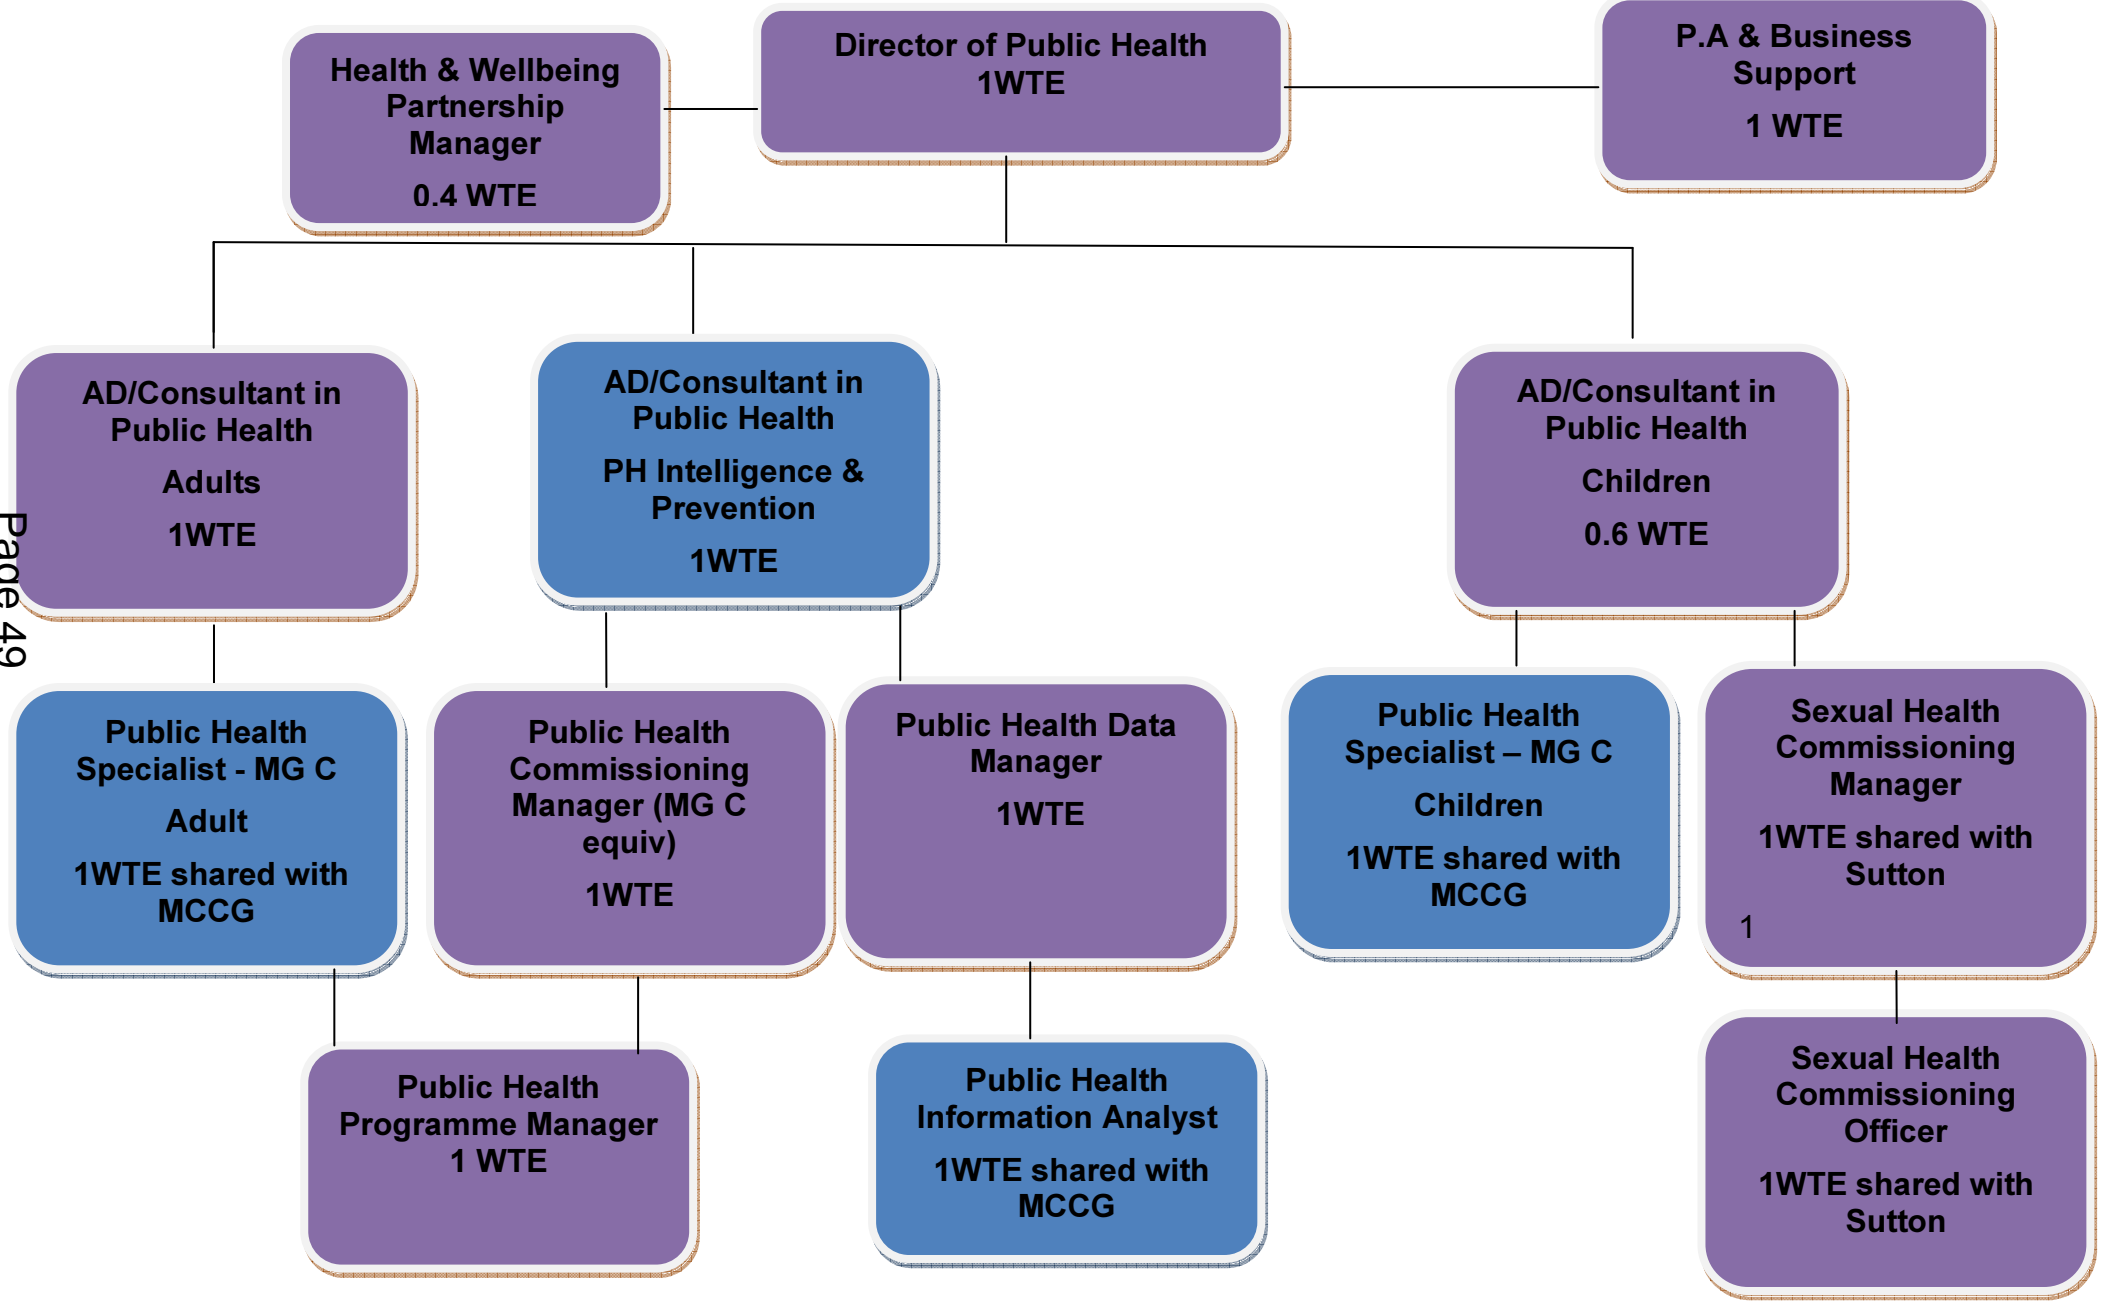 Health & Wellbeing
Partnership
Manager
0.4 WTE
Director of Public Health
1WTE
P.A & Business
Support
1 WTE
AD/Consultant in
Public Health
Adults
1WTE
AD/Consultant in
Public Health
PH Intelligence &
Prevention
1WTE
AD/Consultant in
Public Health
Children
0.6 WTE
Page 49
Public Health
Specialist - MG C
Adult
1WTE shared with
MCCG
Public Health
Commissioning
Manager (MG C
equiv)
1WTE
Public Health Data
Manager
1WTE
Public Health
Specialist – MG C
Children
1WTE shared with
MCCG
Sexual Health
Commissioning
Manager
1WTE shared with
Sutton
1
Public Health
Programme Manager
1 WTE
Public Health
Information Analyst
1WTE shared with
MCCG
Sexual Health
Commissioning
Officer
1WTE shared with
Sutton